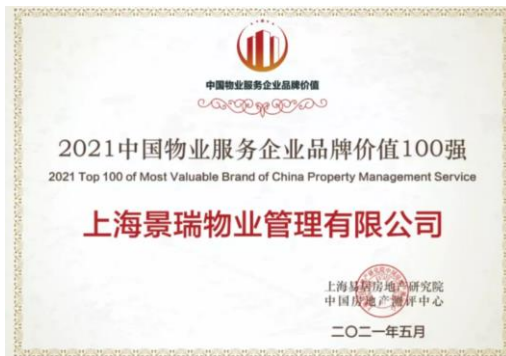 中国物业服务企业品牌价值
2021中国物业服务企业品牌价值100强
2021 Top 100 of Most Valuable Brand of China Property Management Service
上海景瑞物业管理有限公司
上海易居房地产研究院
中国房地产测评中心
二〇二一年五月